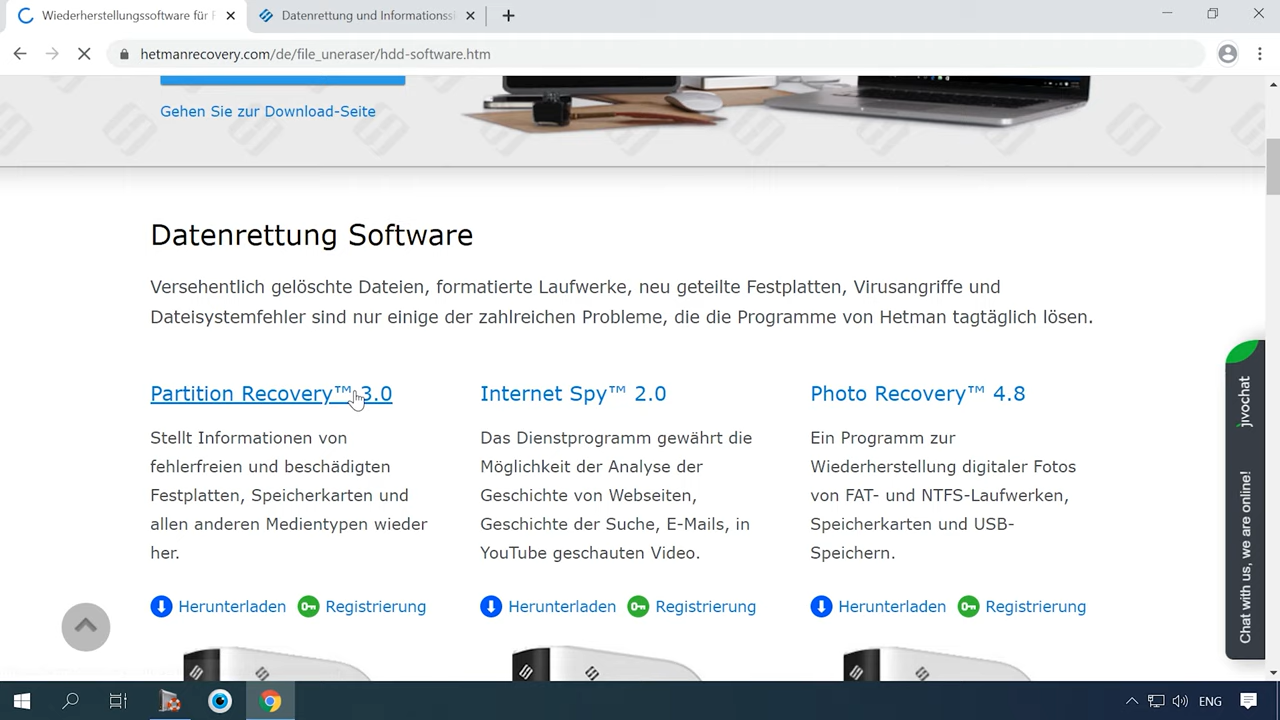 Wiederherstellungssoftware für F
Datenrettung und Informationssi
hetmanrecovery.com/de/file_uneraser/hdd-software.htm
Gehen Sie zur Download-Seite
Datenrettung Software
Versehentlich gelöschte Dateien, formatierte Laufwerke, neu geteilte Festplatten, Virusangriffe und
Dateisystemfehler sind nur einige der zahlreichen Probleme, die die Programme von Hetman tagtäglich lösen.
Partition Recovery™ 3.0
Stellt Informationen von
fehlerfreien und beschädigten
Festplatten, Speicherkarten und
allen anderen Medientypen wieder
her.
Herunterladen Registrierung
Internet Spy™ 2.0
Das Dienstprogramm gewährt die
Möglichkeit der Analyse der
Geschichte von Webseiten,
Geschichte der Suche, E-Mails, in
YouTube geschauten Video.
Herunterladen Registrierung
Photo Recovery™ 4.8
Ein Programm zur
Wiederherstellung digitaler Fotos
von FAT- und NTFS-Laufwerken,
Speicherkarten und USB-
Speichern.
Herunterladen Registrierung
Chat with us, we are online!
jivochat
ENG